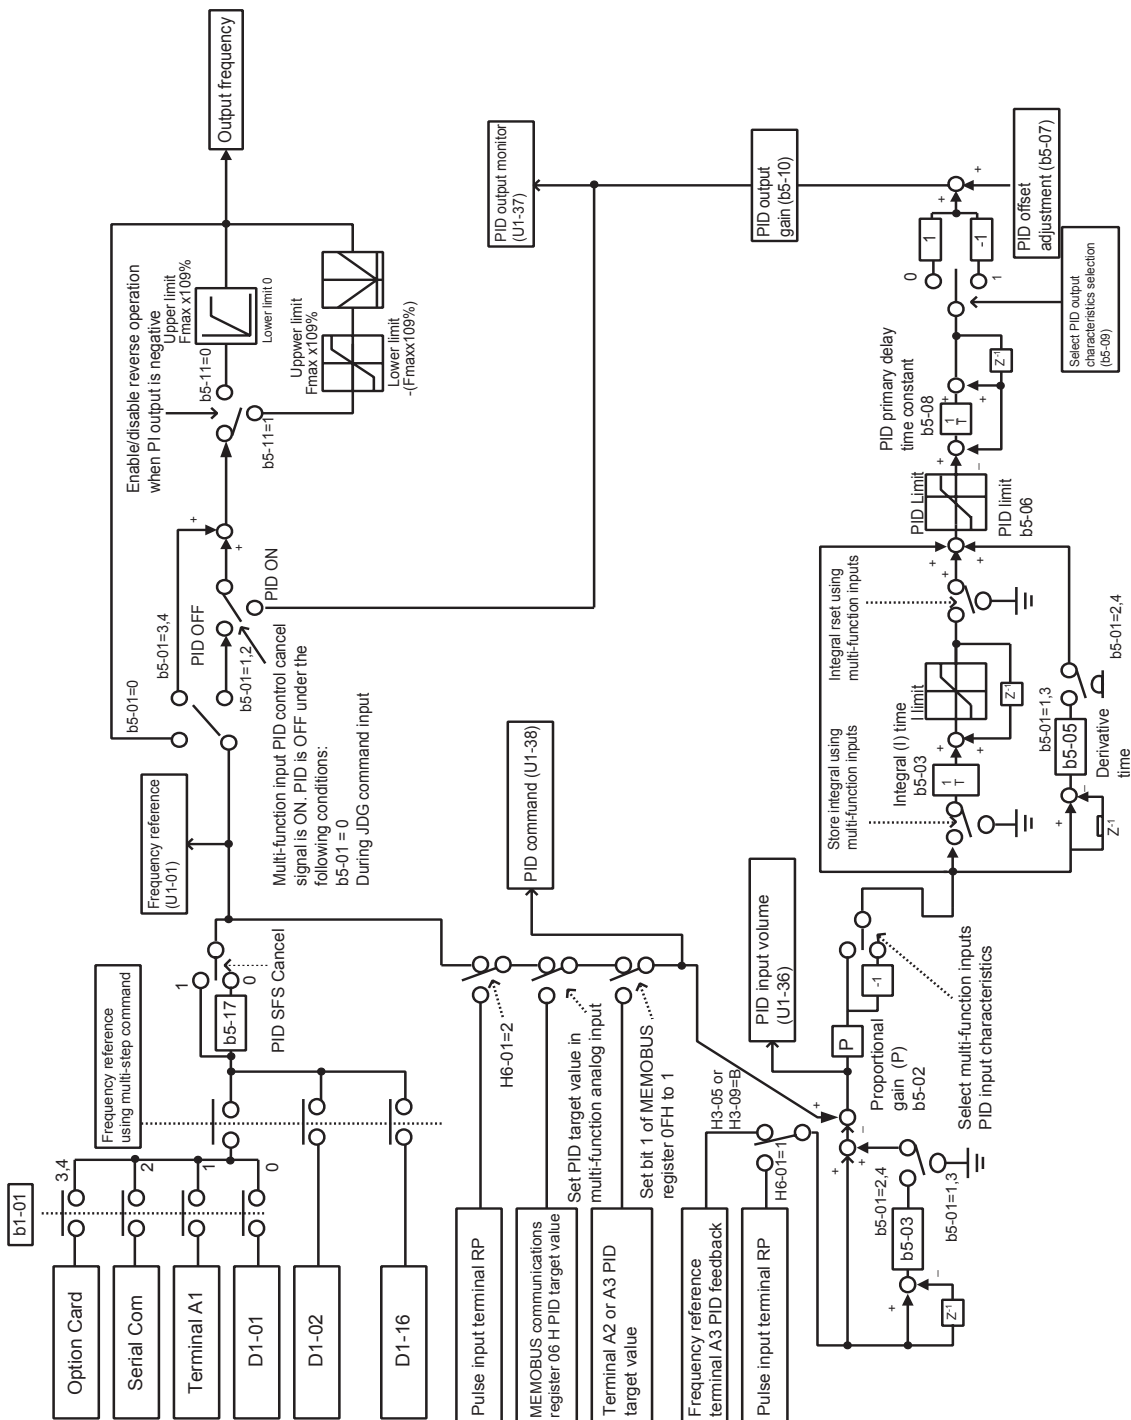 b1-01
Option Card
Serial Com
Terminal A1
D1-01
D1-02
D1-16
3,4
2
1
0
Frequency reference
using multi-step command
b5-17
1
0
PID SFS Cancel
Frequency reference
(U1-01)
b5-01=0
b5-01=3,4
PID OFF
b5-01=1,2
PID ON
+
+
Multi-function input PID control cancel
signal is ON. PID is OFF under the
following conditions:
b5-01 = 0
During JDG command input
Enable/disable reverse operation
when PI output is negative
Upper limit
Fmax x109%
b5-11=0
Lower limit 0
b5-11=1
Uppwer limit
Fmax x109%
Lower limit
-(Fmaxx109%)
Output frequency
Pulse input terminal RP
H6-01=2
MEMOBUS communications
register 06 H PID target value
Set PID target value in
multi-function analog input
Terminal A2 or A3 PID
target value
Set bit 1 of MEMOBUS
register 0FH to 1
PID command (U1-38)
PID output monitor
(U1-37)
PID output
gain (b5-10)
Frequency reference
terminal A3 PID feedback
H3-05 or
H3-09=B
Pulse input terminal RP
H6-01=1
PID input volume
(U1-36)
+
−
+
+
b5-01=2,4
b5-03
b5-01=1,3
+
−
Z-1
P
Proportional
gain (P)
b5-02
-1
Select multi-function inputs
PID input characteristics
Store integral using
multi-function inputs
Integral (I) time
b5-03
1
T
+
+
I limit
Z-1
Integral rset using
multi-function inputs
+
+
+
b5-01=1,3
b5-05
b5-01=2,4
Derivative
time
+
−
Z-1
PID Limit
PID limit
b5-06
PID primary delay
time constant
b5-08
1
T
+
−
+
+
Z-1
0
1
1
-1
Select PID output
characteristics selection
(b5-09)
+
+
PID offset
adjustment (b5-07)